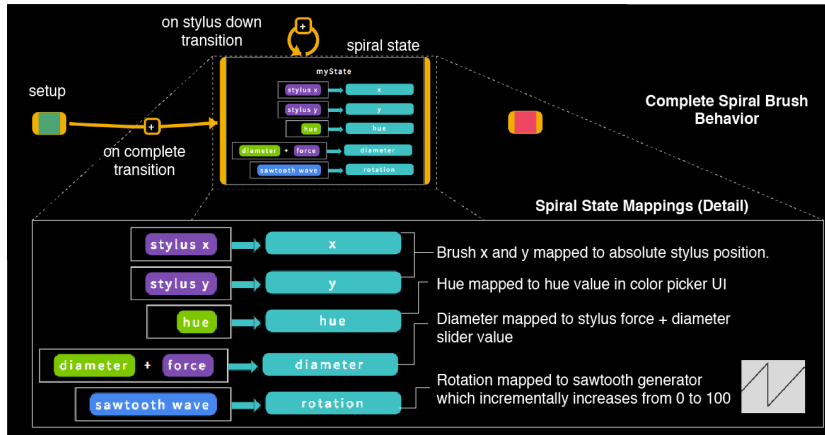 on stylus down
transition
+
spiral state
setup
+
on complete
transition
myState
stylus x x
stylus y y
hue hue
diameter + force diameter
sawtooth wave rotation
Complete Spiral Brush
Behavior
Spiral State Mappings (Detail)
stylus x x
Brush x and y mapped to absolute stylus position.
stylus y y
Hue mapped to hue value in color picker UI
hue hue
Diameter mapped to stylus force + diameter
slider value
diameter + force diameter
Rotation mapped to sawtooth generator
which incrementally increases from 0 to 100
sawtooth wave rotation